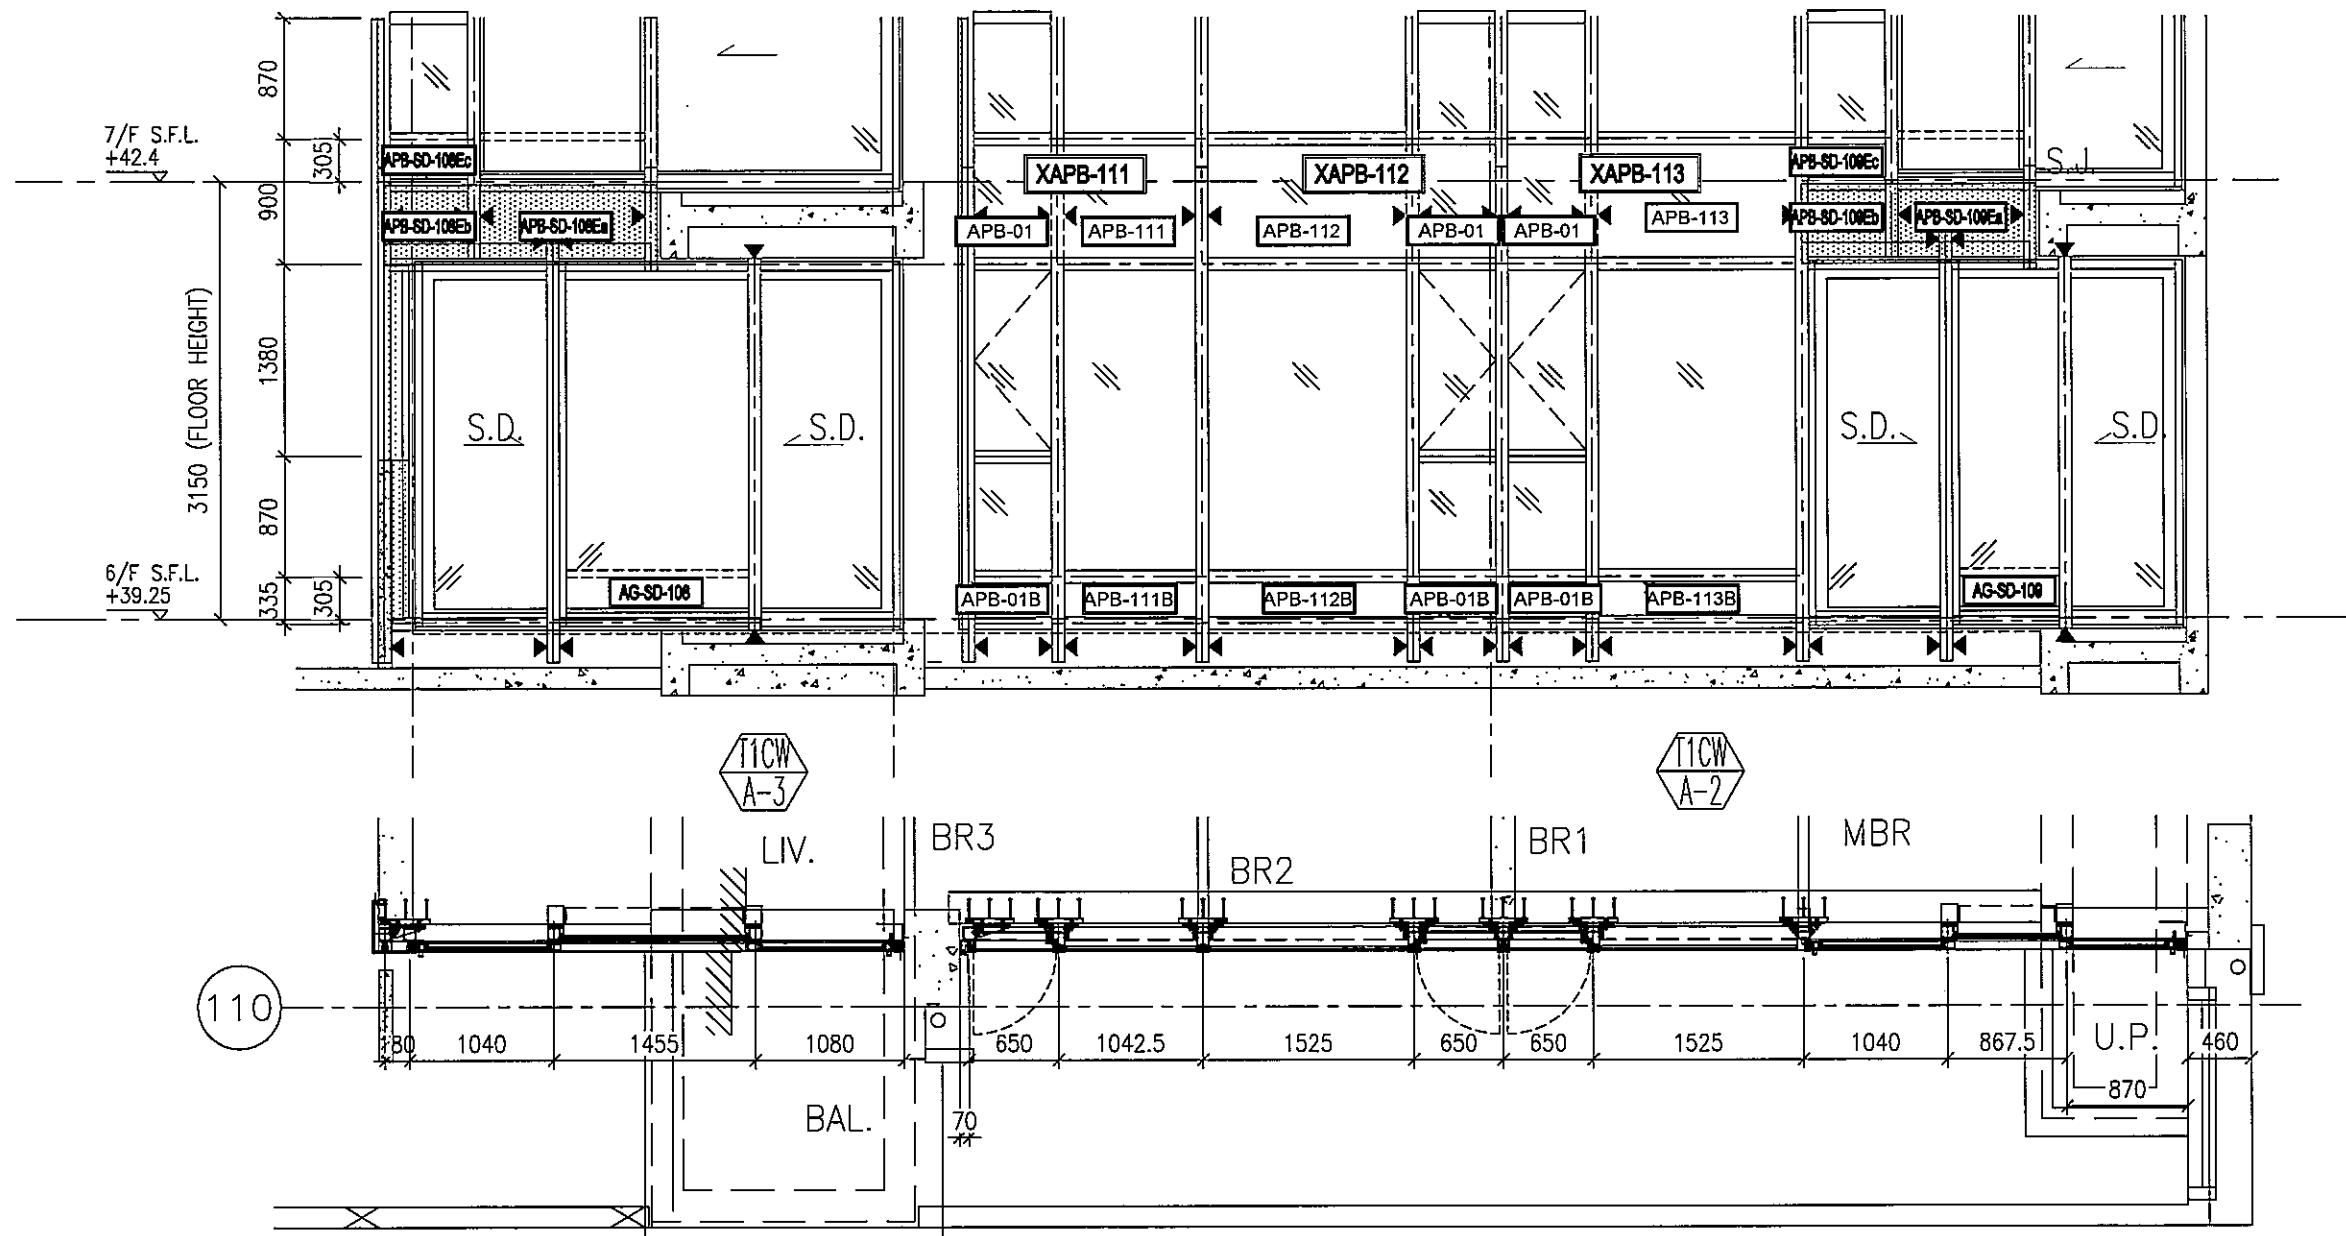 870
7/F S.F.L.
+42.4
305
900
3150 (FLOOR HEIGHT)
1380
870
6/F S.F.L.
+39.25
335
305
APB-SD-108Ec
APB-SD-108Eb
APB-SD-108Ea
XAPB-111
XAPB-112
XAPB-113
APB-SD-109Ec
S.J.
APB-01
APB-111
APB-112
APB-01
APB-01
APB-113
APB-SD-109Eb
APB-SD-109Ea
S.D.
S.D.
S.D.
S.D.
AG-SD-108
APB-01B
APB-111B
APB-112B
APB-01B
APB-01B
APB-113B
AG-SD-109
T1CW
A-3
T1CW
A-2
LIV.
BR3
BR2
BR1
MBR
110
80
1040
1455
1080
650
1042.5
1525
650
650
1525
1040
867.5
U.P.
460
870
70
BAL.